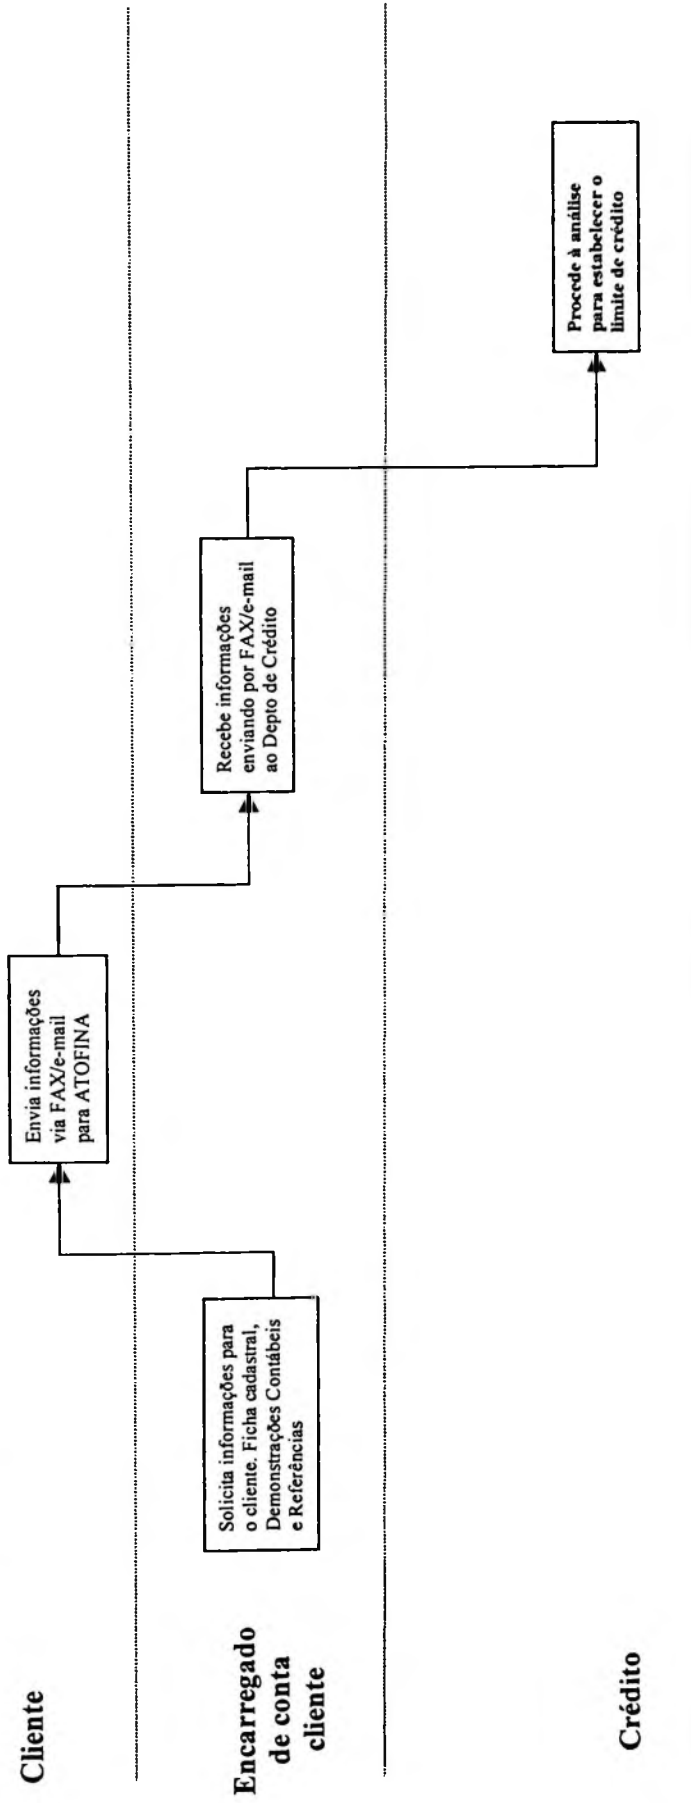 Cliente
Envia informações
via FAX/e-mail
para ATOFINA
Encarregado
de conta
cliente
Solicita informações para
o cliente. Ficha cadastral,
Demonstrações Contábeis
e Referências
Recebe informações
enviando por FAX/e-mail
ao Depto de Crédito
Crédito
Procede à análise
para estabelecer o
limite de crédito